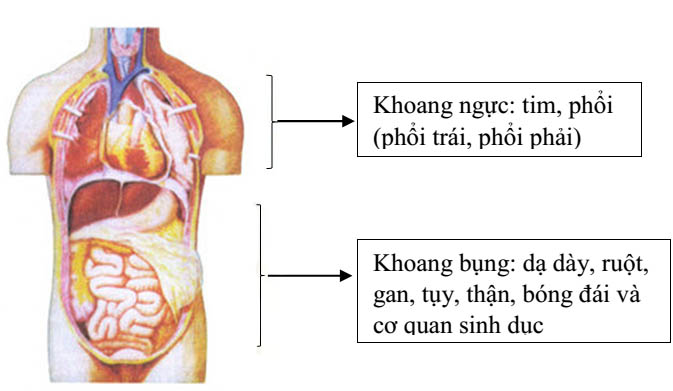 Khoang ngực: tim, phổi
(phổi trái, phổi phải)
Khoang bụng: dạ dày, ruột,
gan, tụy, thận, bóng đái và
cơ quan sinh dục